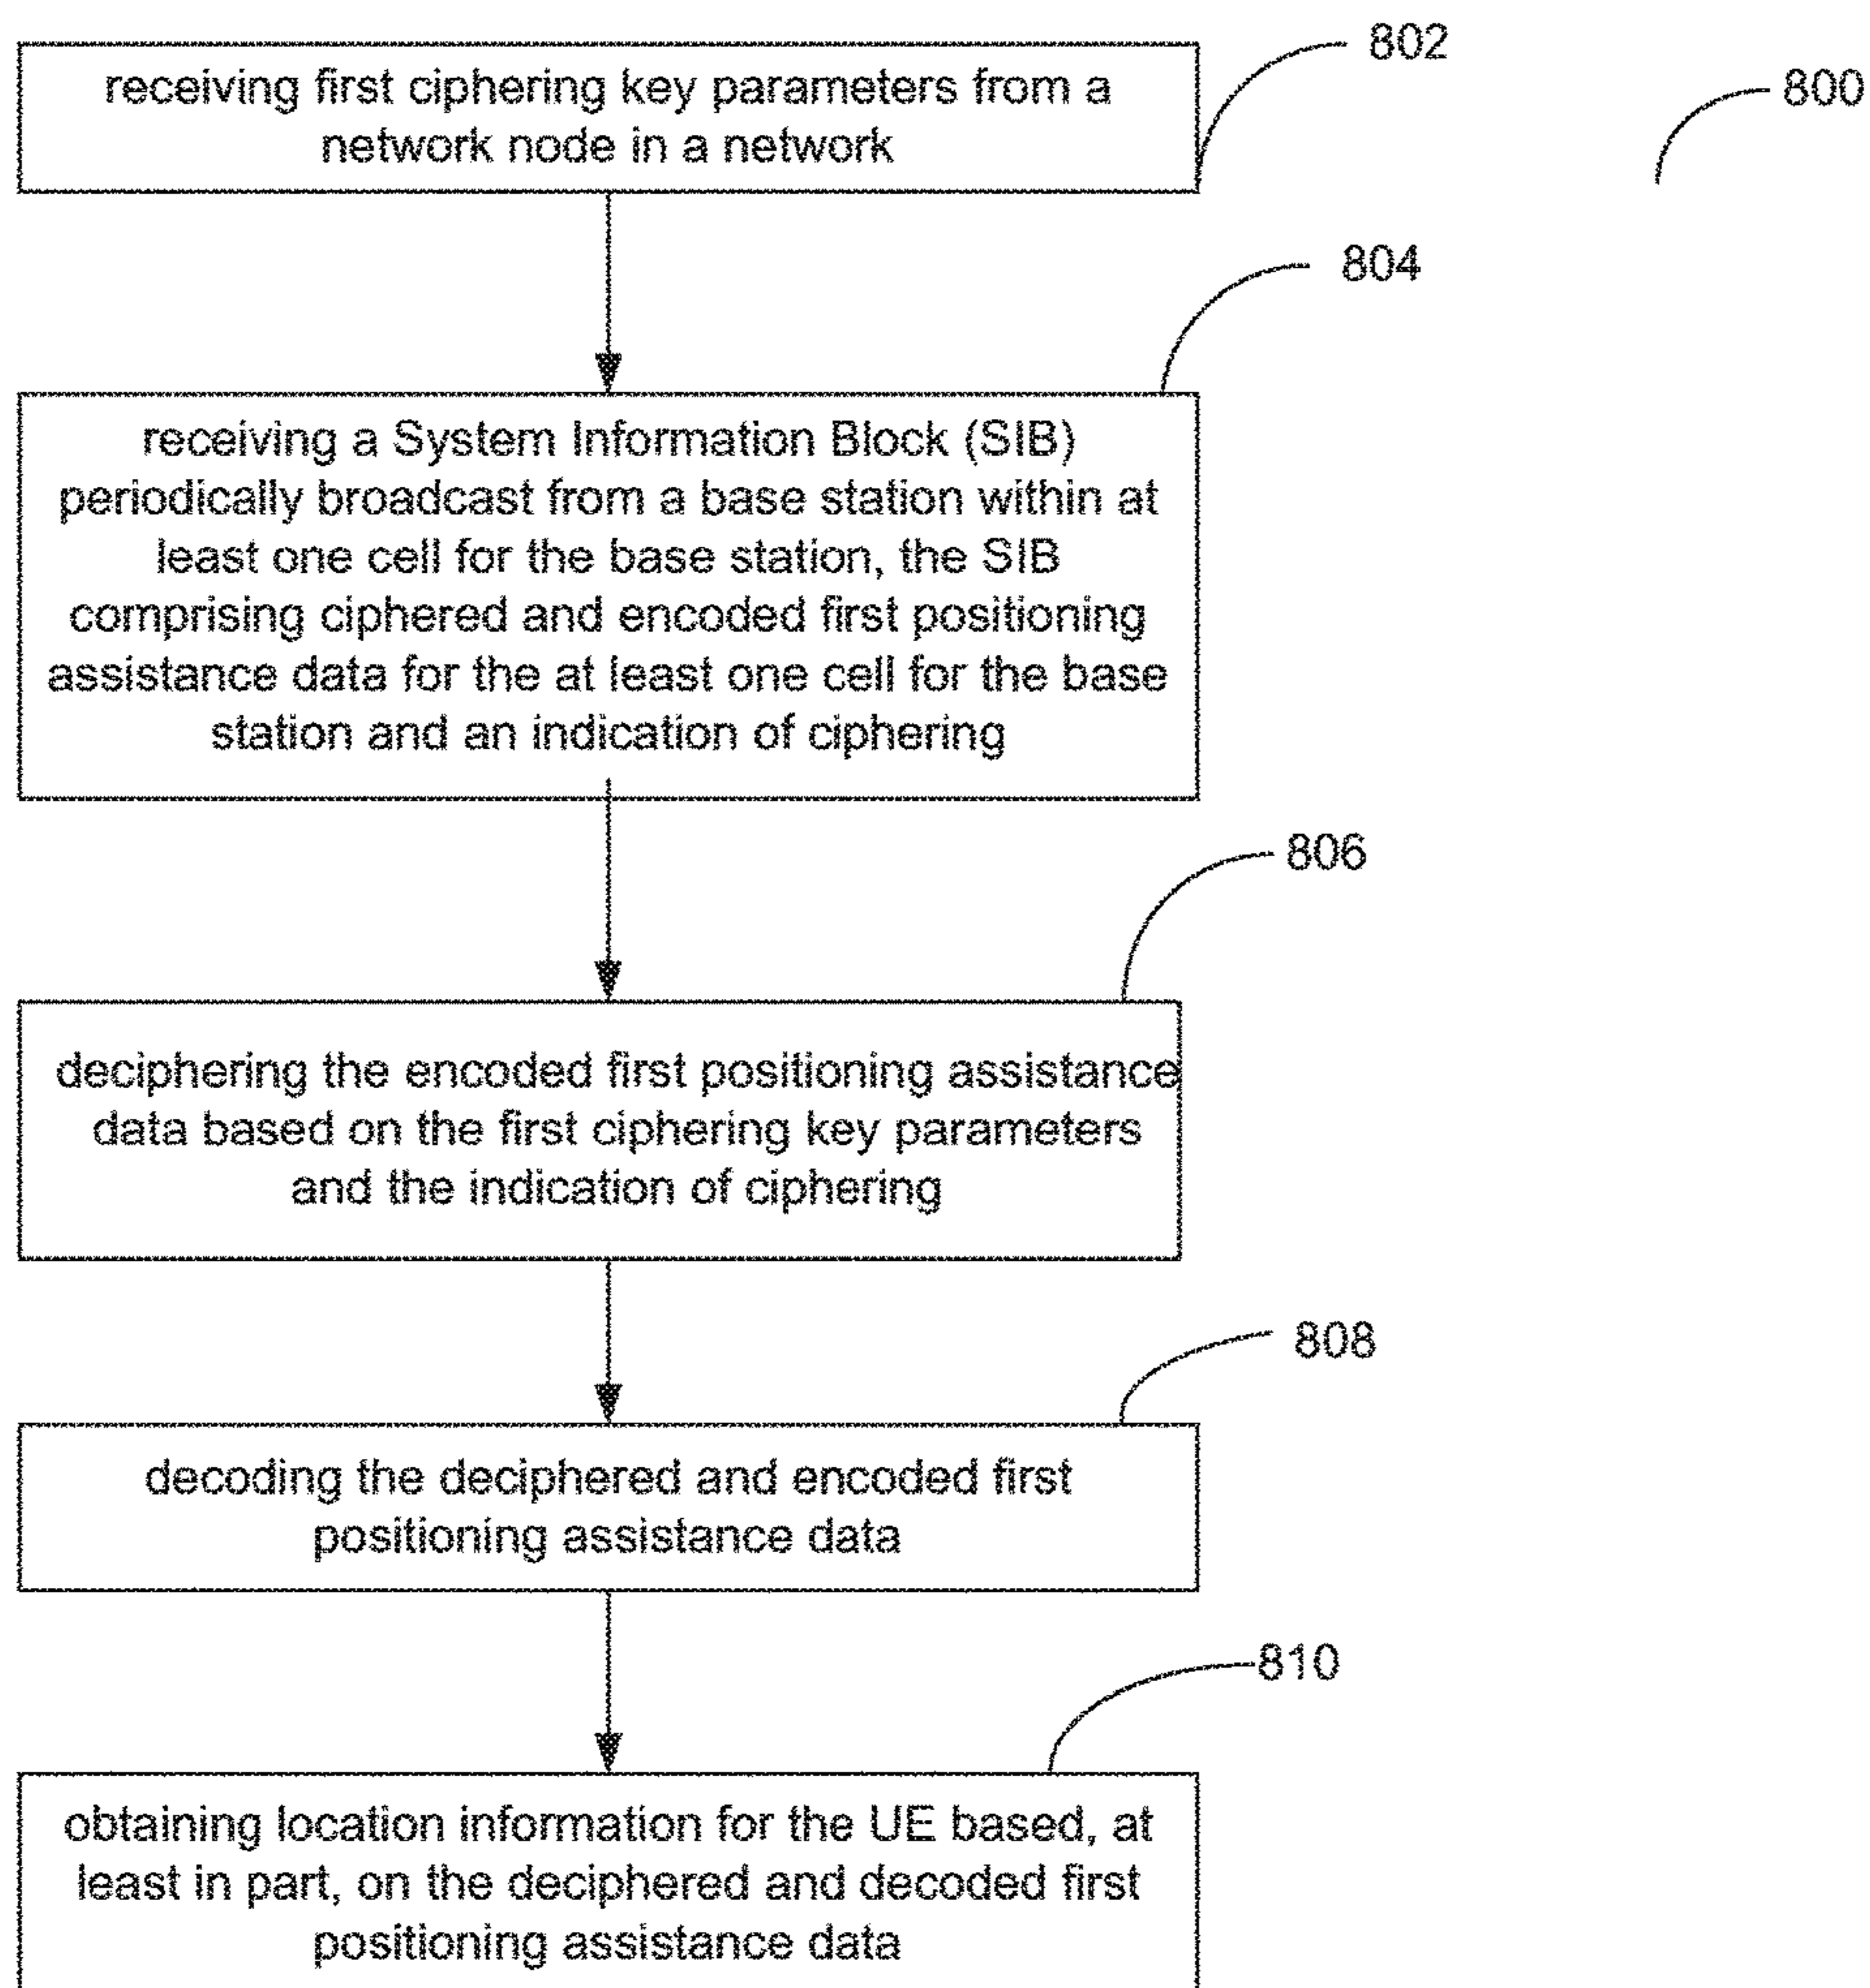 802
800
receiving first ciphering key parameters from a
network node in a network
804
receiving a System Information Block (SIB)
periodically broadcast from a base station within at
least one cell for the base station, the SIB
comprising ciphered and encoded first positioning
assistance data for the at least one cell for the base
station and an indication of ciphering
806
deciphering the encoded first positioning assistance
data based on the first ciphering key parameters
and the indication of ciphering
808
decoding the deciphered and encoded first
positioning assistance data
810
obtaining location information for the UE based, at
least in part, on the deciphered and decoded first
positioning assistance data